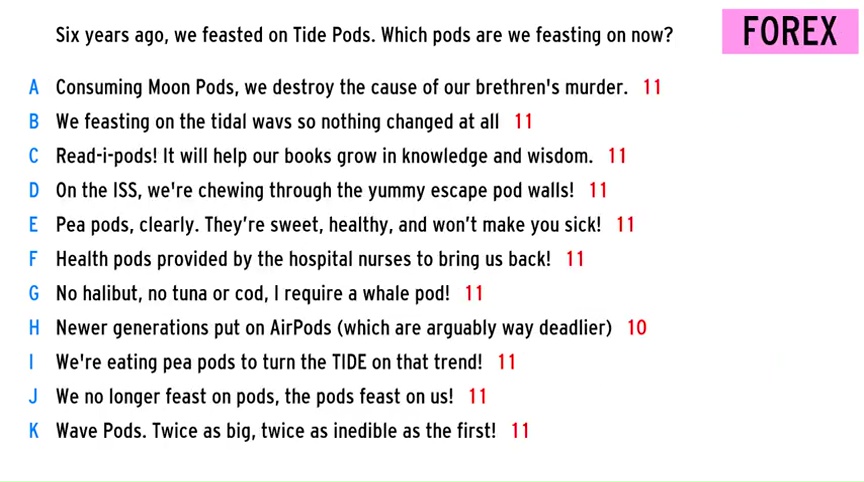 Six years ago, we feasted on Tide Pods. Which pods are we feasting on now?
FOREX
A Consuming Moon Pods, we destroy the cause of our brethren's murder. 11
B We feasting on the tidal wavs so nothing changed at all 11
C Read-i-pods! It will help our books grow in knowledge and wisdom. 11
D On the ISS, we're chewing through the yummy escape pod walls! 11
E Pea pods, clearly. They’re sweet, healthy, and won’t make you sick! 11
F Health pods provided by the hospital nurses to bring us back! 11
G No halibut, no tuna or cod, I require a whale pod! 11
H Newer generations put on AirPods (which are arguably way deadlier) 10
I We're eating pea pods to turn the TIDE on that trend! 11
J We no longer feast on pods, the pods feast on us! 11
K Wave Pods. Twice as big, twice as inedible as the first! 11